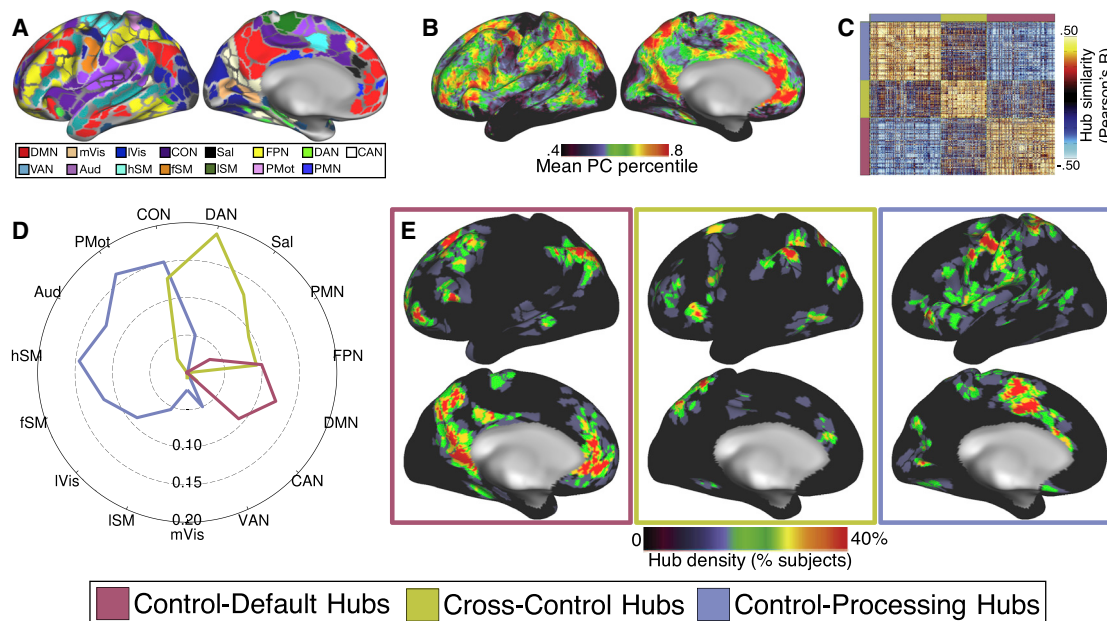 A
B
C
.50
Hub similarity
(Pearson's R)
-.50
DMN mVis lVis CON Sal FPN DAN CAN
VAN Aud hSM fSM lSM PMot PMN
.4 .8
Mean PC percentile
D
CON
DAN
PMot
Sal
Aud
PMN
hSM
FPN
fSM
DMN
lVis
CAN
lSM
VAN
mVis
0.10
0.15
0.20
E
0 40%
Hub density (% subjects)
Control-Default Hubs Cross-Control Hubs Control-Processing Hubs